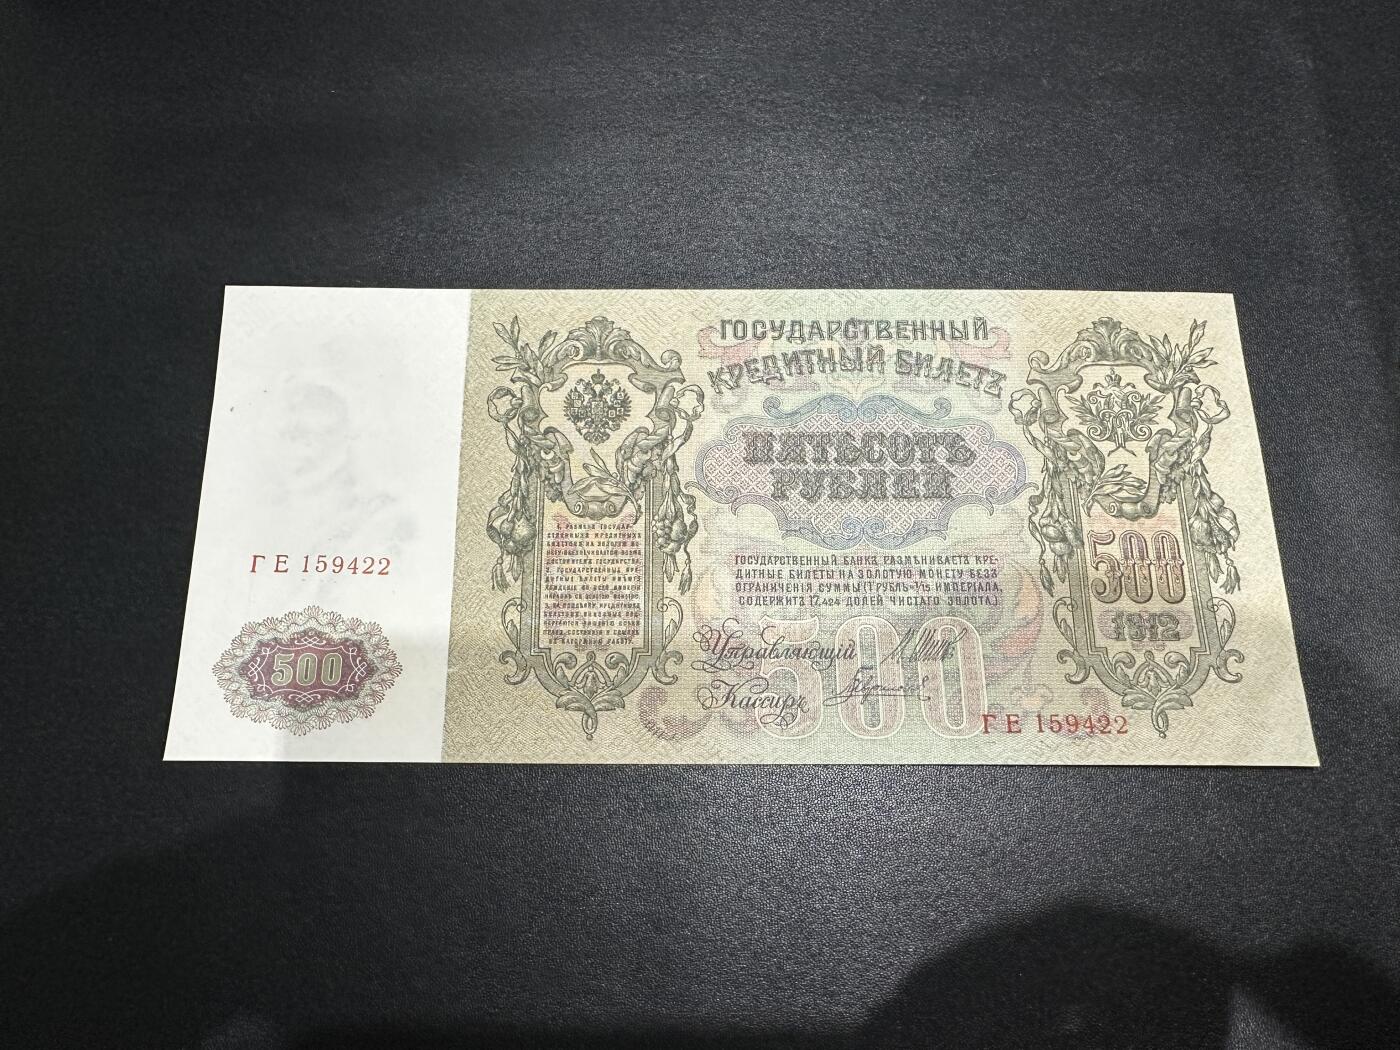 ГОСУДАРСТВЕННЫЙ
КРЕДИТНЫЙ БИЛЕТЪ
ПЯТЬСОТЪ
РУБЛЕЙ
ГОСУДАРСТВЕННЫЙ БАНКЪ РАЗМѢНИВАЕТЪ КРЕ-
ДИТНЫЕ БИЛЕТЫ НА ЗОЛОТУЮ МОНЕТУ БЕЗЪ
ОГРАНИЧЕНІЯ СУММЫ (1 РУБЛЬ=1/15 ИМПЕРІАЛА,
СОДЕРЖИТЪ 17,424 ДОЛЕЙ ЧИСТАГО ЗОЛОТА).
Управляющій
Кассиръ
500
ГЕ 159422
500
1912
ГЕ 159422
500